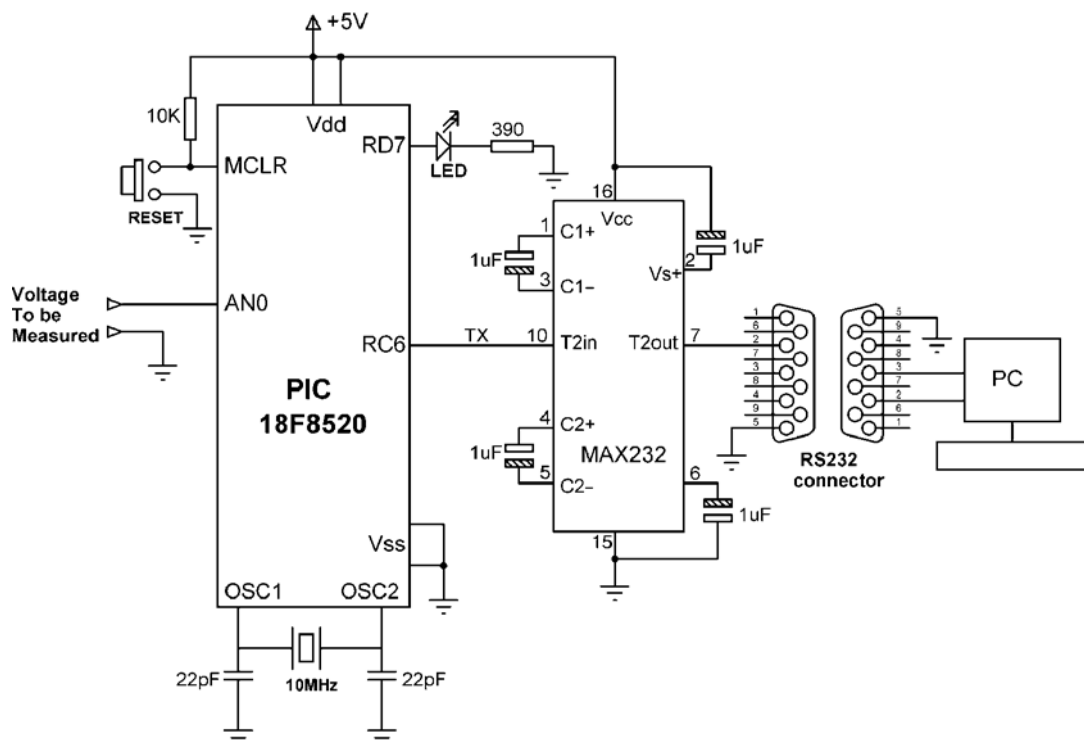 +5V
10K
Vdd
RD7
LED
390
MCLR
RESET
16
Vcc
1
C1+
1uF
3
C1−
1uF
2
Vs+
Voltage
To be
Measured
AN0
RC6
TX
10
T2in
T2out
7
PIC
18F8520
1
6
2
7
3
8
4
9
5
5
9
4
8
3
7
2
6
1
PC
RS232
connector
4
C2+
1uF
5
C2−
MAX232
6
1uF
15
Vss
OSC1
OSC2
22pF
10MHz
22pF